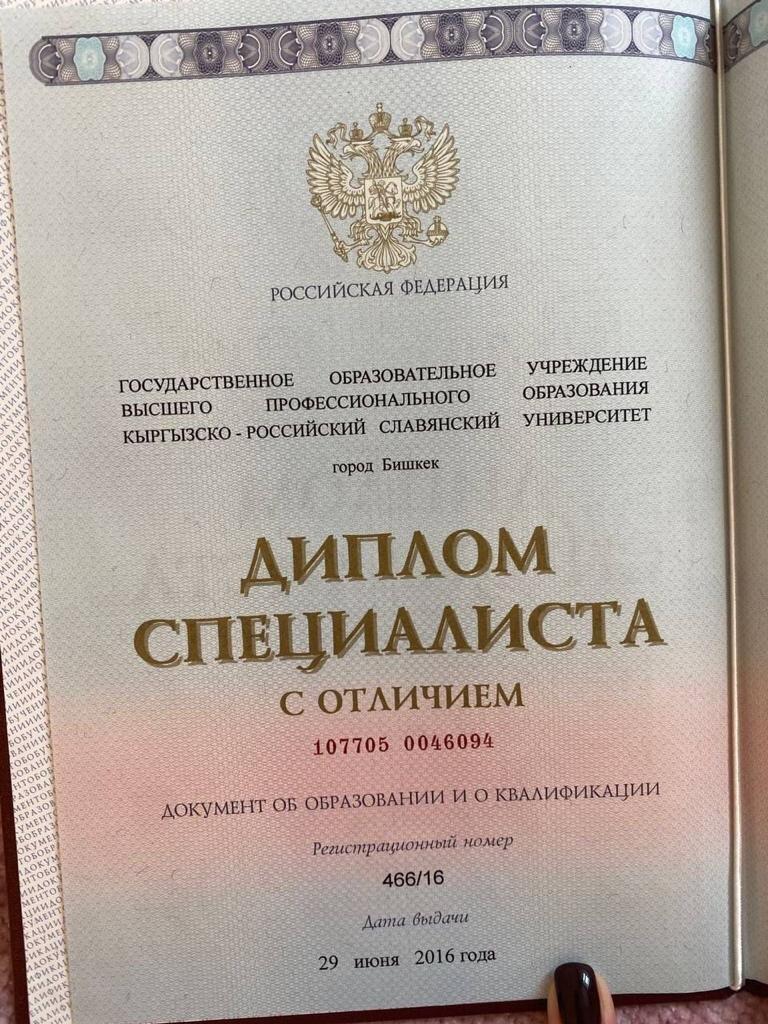 РОССИЙСКАЯ ФЕДЕРАЦИЯ
ГОСУДАРСТВЕННОЕ ОБРАЗОВАТЕЛЬНОЕ УЧРЕЖДЕНИЕ
ВЫСШЕГО ПРОФЕССИОНАЛЬНОГО ОБРАЗОВАНИЯ
КЫРГЫЗСКО - РОССИЙСКИЙ СЛАВЯНСКИЙ УНИВЕРСИТЕТ
город Бишкек
ДИПЛОМ
СПЕЦИАЛИСТА
С ОТЛИЧИЕМ
107705 0046094
ДОКУМЕНТ ОБ ОБРАЗОВАНИИ И О КВАЛИФИКАЦИИ
Регистрационный номер
466/16
Дата выдачи
29 июня 2016 года